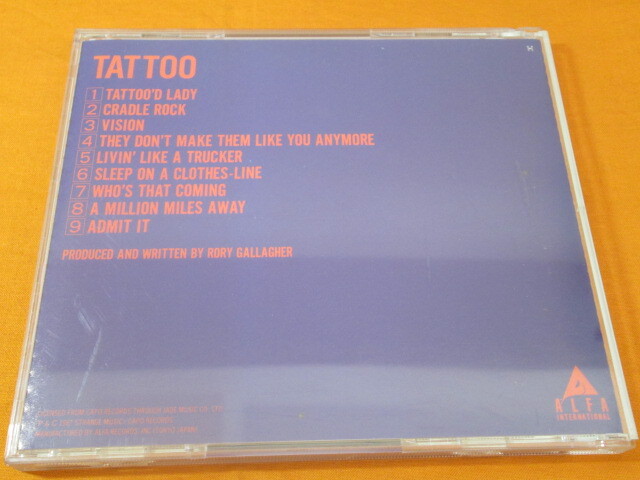 TATTOO
1 TATTOO'D LADY
2 CRADLE ROCK
3 VISION
4 THEY DON'T MAKE THEM LIKE YOU ANYMORE
5 LIVIN' LIKE A TRUCKER
6 SLEEP ON A CLOTHES-LINE
7 WHO'S THAT COMING
8 A MILLION MILES AWAY
9 ADMIT IT
PRODUCED AND WRITTEN BY RORY GALLAGHER
ALFA
INTERNATIONAL